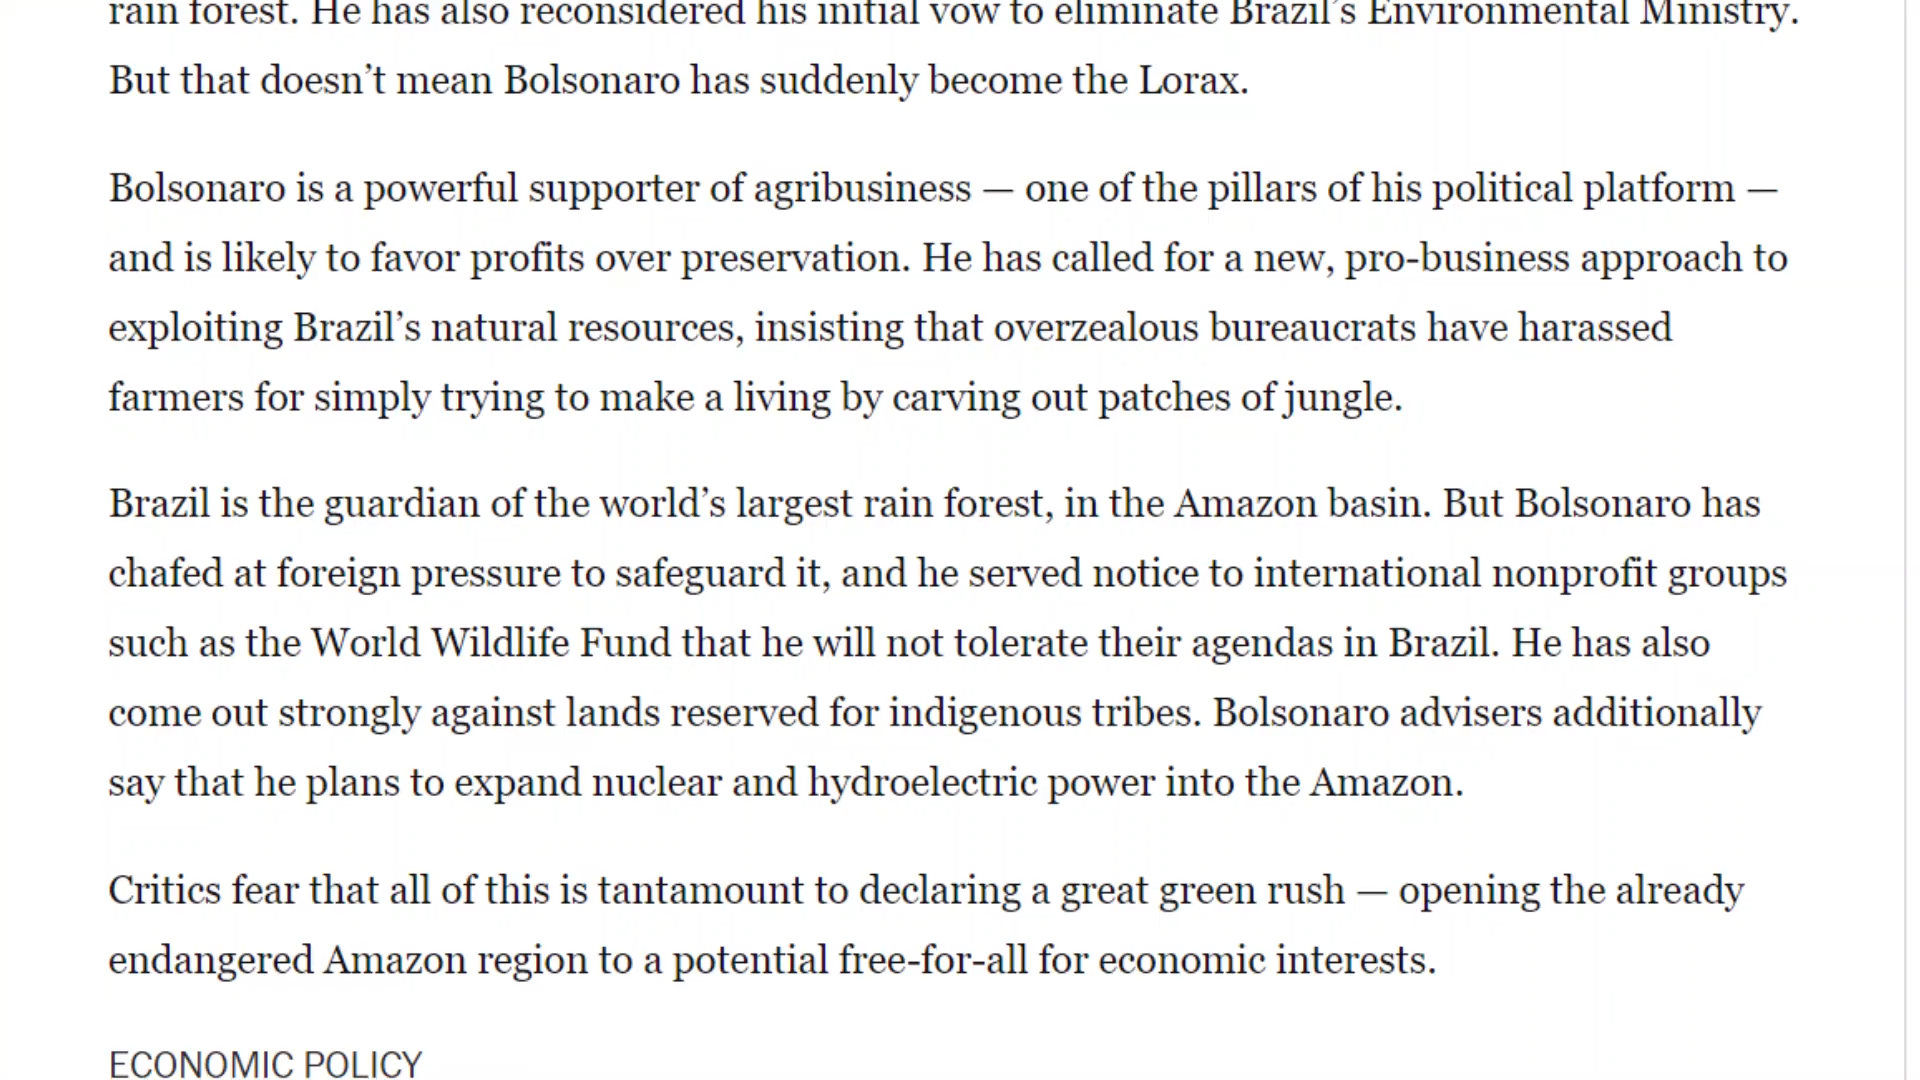 rain forest. He has also reconsidered his initial vow to eliminate Brazil’s Environmental Ministry.
But that doesn’t mean Bolsonaro has suddenly become the Lorax.
Bolsonaro is a powerful supporter of agribusiness — one of the pillars of his political platform —
and is likely to favor profits over preservation. He has called for a new, pro-business approach to
exploiting Brazil’s natural resources, insisting that overzealous bureaucrats have harassed
farmers for simply trying to make a living by carving out patches of jungle.
Brazil is the guardian of the world’s largest rain forest, in the Amazon basin. But Bolsonaro has
chafed at foreign pressure to safeguard it, and he served notice to international nonprofit groups
such as the World Wildlife Fund that he will not tolerate their agendas in Brazil. He has also
come out strongly against lands reserved for indigenous tribes. Bolsonaro advisers additionally
say that he plans to expand nuclear and hydroelectric power into the Amazon.
Critics fear that all of this is tantamount to declaring a great green rush — opening the already
endangered Amazon region to a potential free-for-all for economic interests.
ECONOMIC POLICY